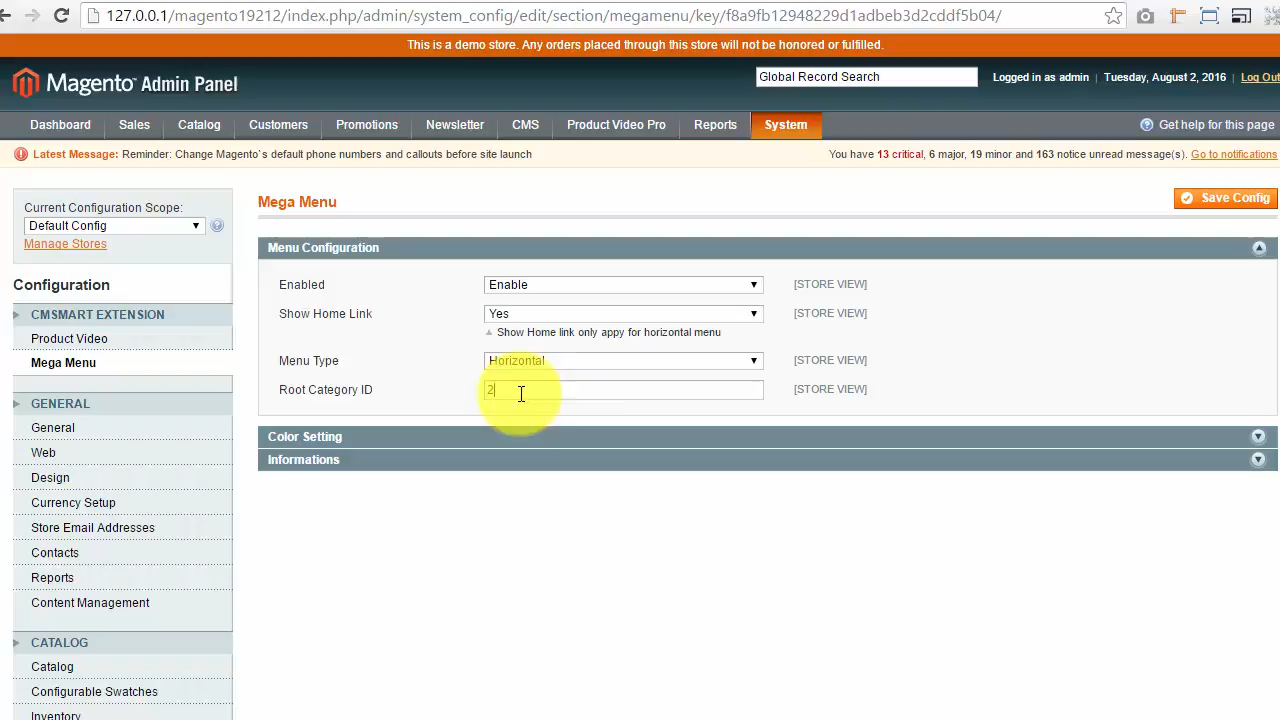 127.0.0.1/magento19212/index.php/admin/system_config/edit/section/megamenu/key/f8a9fb12948229d1adbeb3d2cddf5b04/
This is a demo store. Any orders placed through this store will not be honored or fulfilled.
Magento Admin Panel
Global Record Search
Logged in as admin | Tuesday, August 2, 2016 | Log Out
Dashboard Sales Catalog Customers Promotions Newsletter CMS Product Video Pro Reports System
Get help for this page
Latest Message: Reminder: Change Magento`s default phone numbers and callouts before site launch
You have 13 critical, 6 major, 19 minor and 163 notice unread message(s). Go to notifications
Current Configuration Scope:
Default Config
Manage Stores
Configuration
CMSMART EXTENSION
Product Video
Mega Menu
GENERAL
General
Web
Design
Currency Setup
Store Email Addresses
Contacts
Reports
Content Management
CATALOG
Catalog
Configurable Swatches
Inventory
Mega Menu
Save Config
Menu Configuration
Enabled Enable [STORE VIEW]
Show Home Link Yes [STORE VIEW]
Show Home link only appy for horizontal menu
Menu Type Horizontal [STORE VIEW]
Root Category ID 2 [STORE VIEW]
Color Setting
Informations